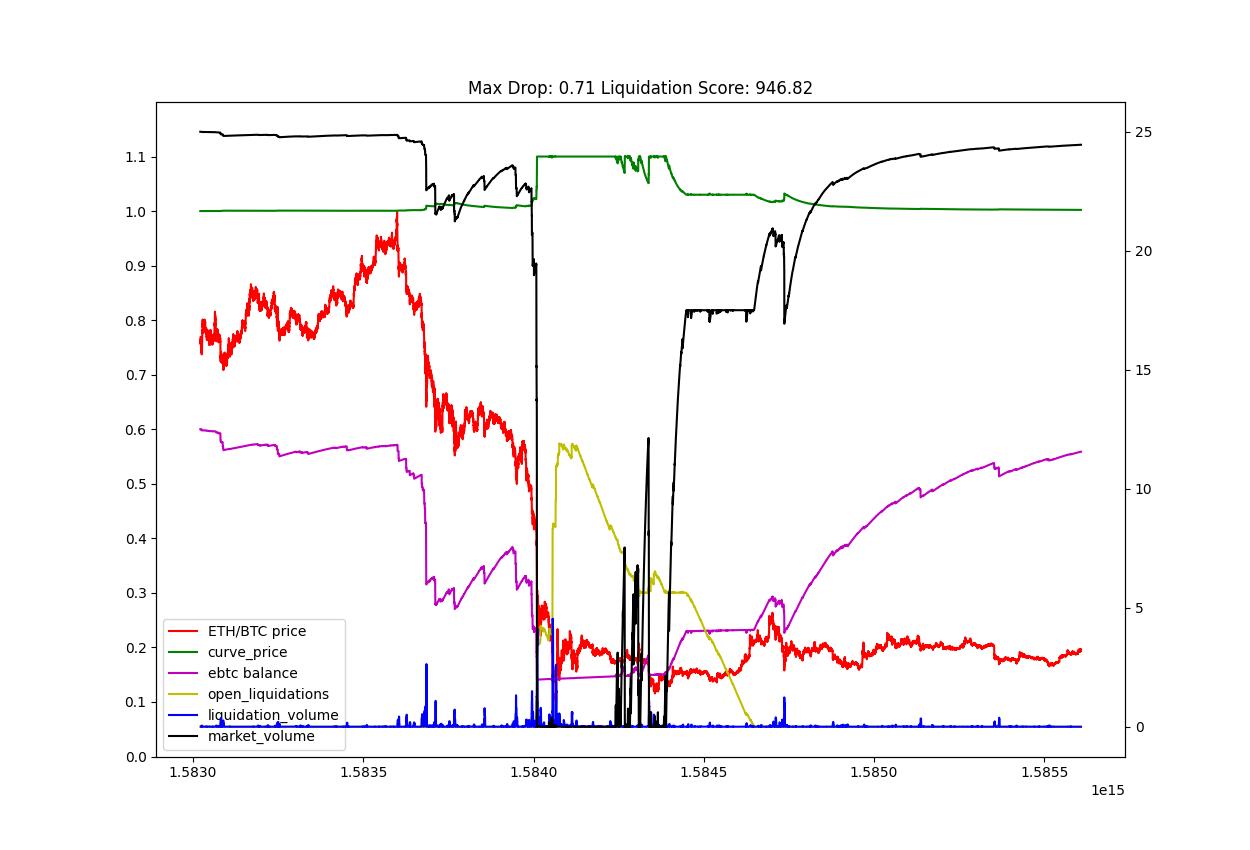 Max Drop: 0.71 Liquidation Score: 946.82
1.1
1.0
0.9
0.8
0.7
0.6
0.5
0.4
0.3
0.2
0.1
0.0
25
20
15
10
5
0
ETH/BTC price
curve_price
ebtc balance
open_liquidations
liquidation_volume
market_volume
1.5830 1.5835 1.5840 1.5845 1.5850 1.5855
1e15